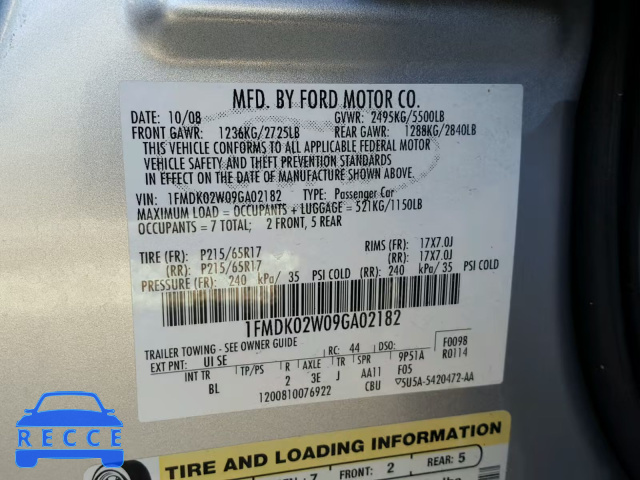 MFD. BY FORD MOTOR CO.
DATE: 10/08 GVWR: 2495KG/5500LB
FRONT GAWR: 1236KG/2725LB REAR GAWR: 1288KG/2840LB
THIS VEHICLE CONFORMS TO ALL APPLICABLE FEDERAL MOTOR
VEHICLE SAFETY AND THEFT PREVENTION STANDARDS
IN EFFECT ON THE DATE OF MANUFACTURE SHOWN ABOVE.
VIN: 1FMDK02W09GA02182 TYPE: Passenger Car
MAXIMUM LOAD = OCCUPANTS + LUGGAGE = 521KG/1150LB
OCCUPANTS = 7 TOTAL; 2 FRONT, 5 REAR
TIRE (FR): P215/65R17 RIMS (FR): 17X7.0J
(RR): P215/65R17 (RR): 17X7.0J
PRESSURE (FR): 240 kPa/ 35 PSI COLD (RR): 240 kPa/ 35 PSI COLD
1FMDK02W09GA02182
TRAILER TOWING - SEE OWNER GUIDE
EXT PNT: UI SE RC: 44 DSO: F0098
R0114
INT TR TP/PS R AXLE TR SPR 9P51A
BL 2 3E J AA11 F05
1200810076922 CBU ▽5U5A-5420472-AA
TIRE AND LOADING INFORMATION
7 FRONT: 2 REAR: 5
RECCE